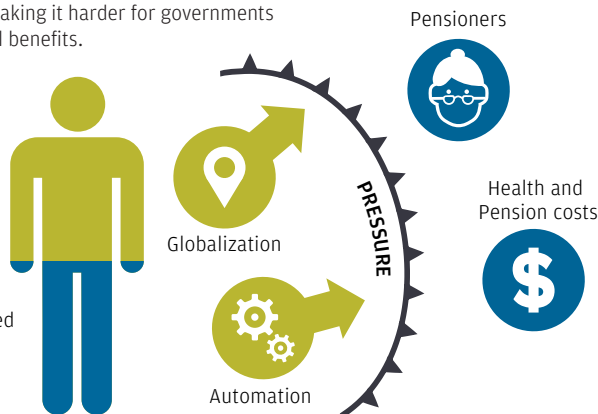 aking it harder for governments
l benefits.
Pensioners
Globalization
PRESSURE
Health and
Pension costs
$
ed
Automation